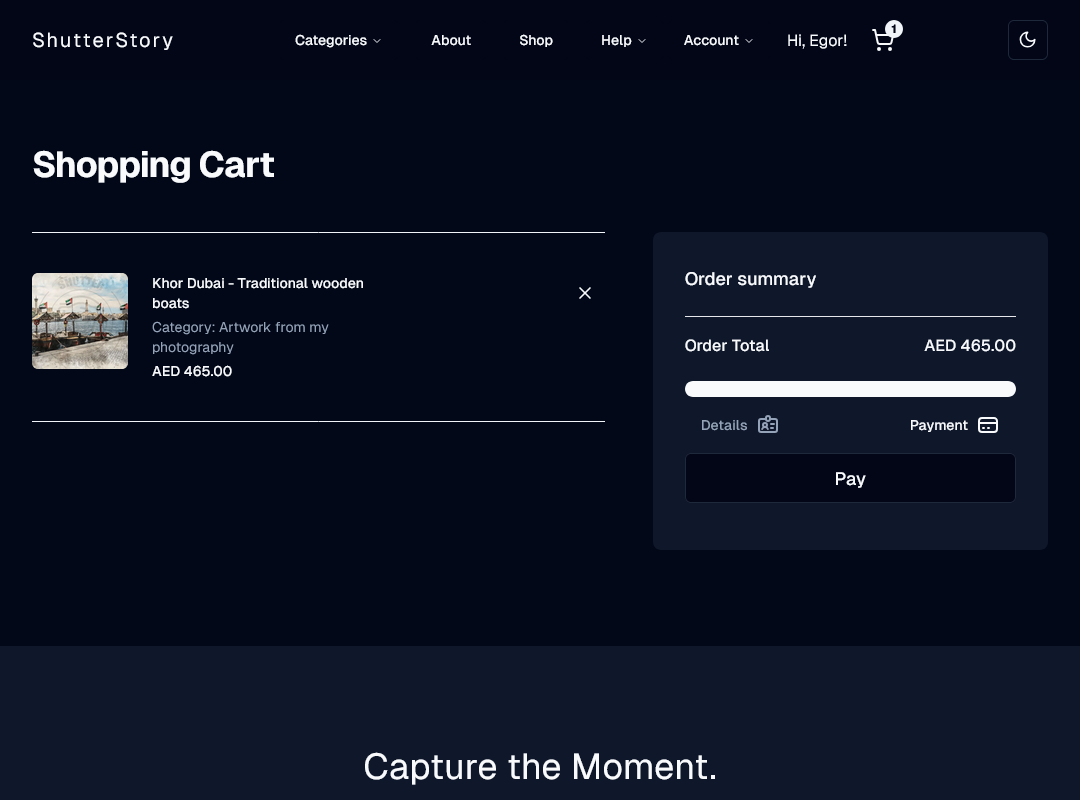 ShutterStory
Categories
About
Shop
Help
Account
Hi, Egor!
1
Shopping Cart
Khor Dubai - Traditional wooden
boats
Category: Artwork from my
photography
AED 465.00
Order summary
Order Total AED 465.00
Details
Payment
Pay
Capture the Moment.